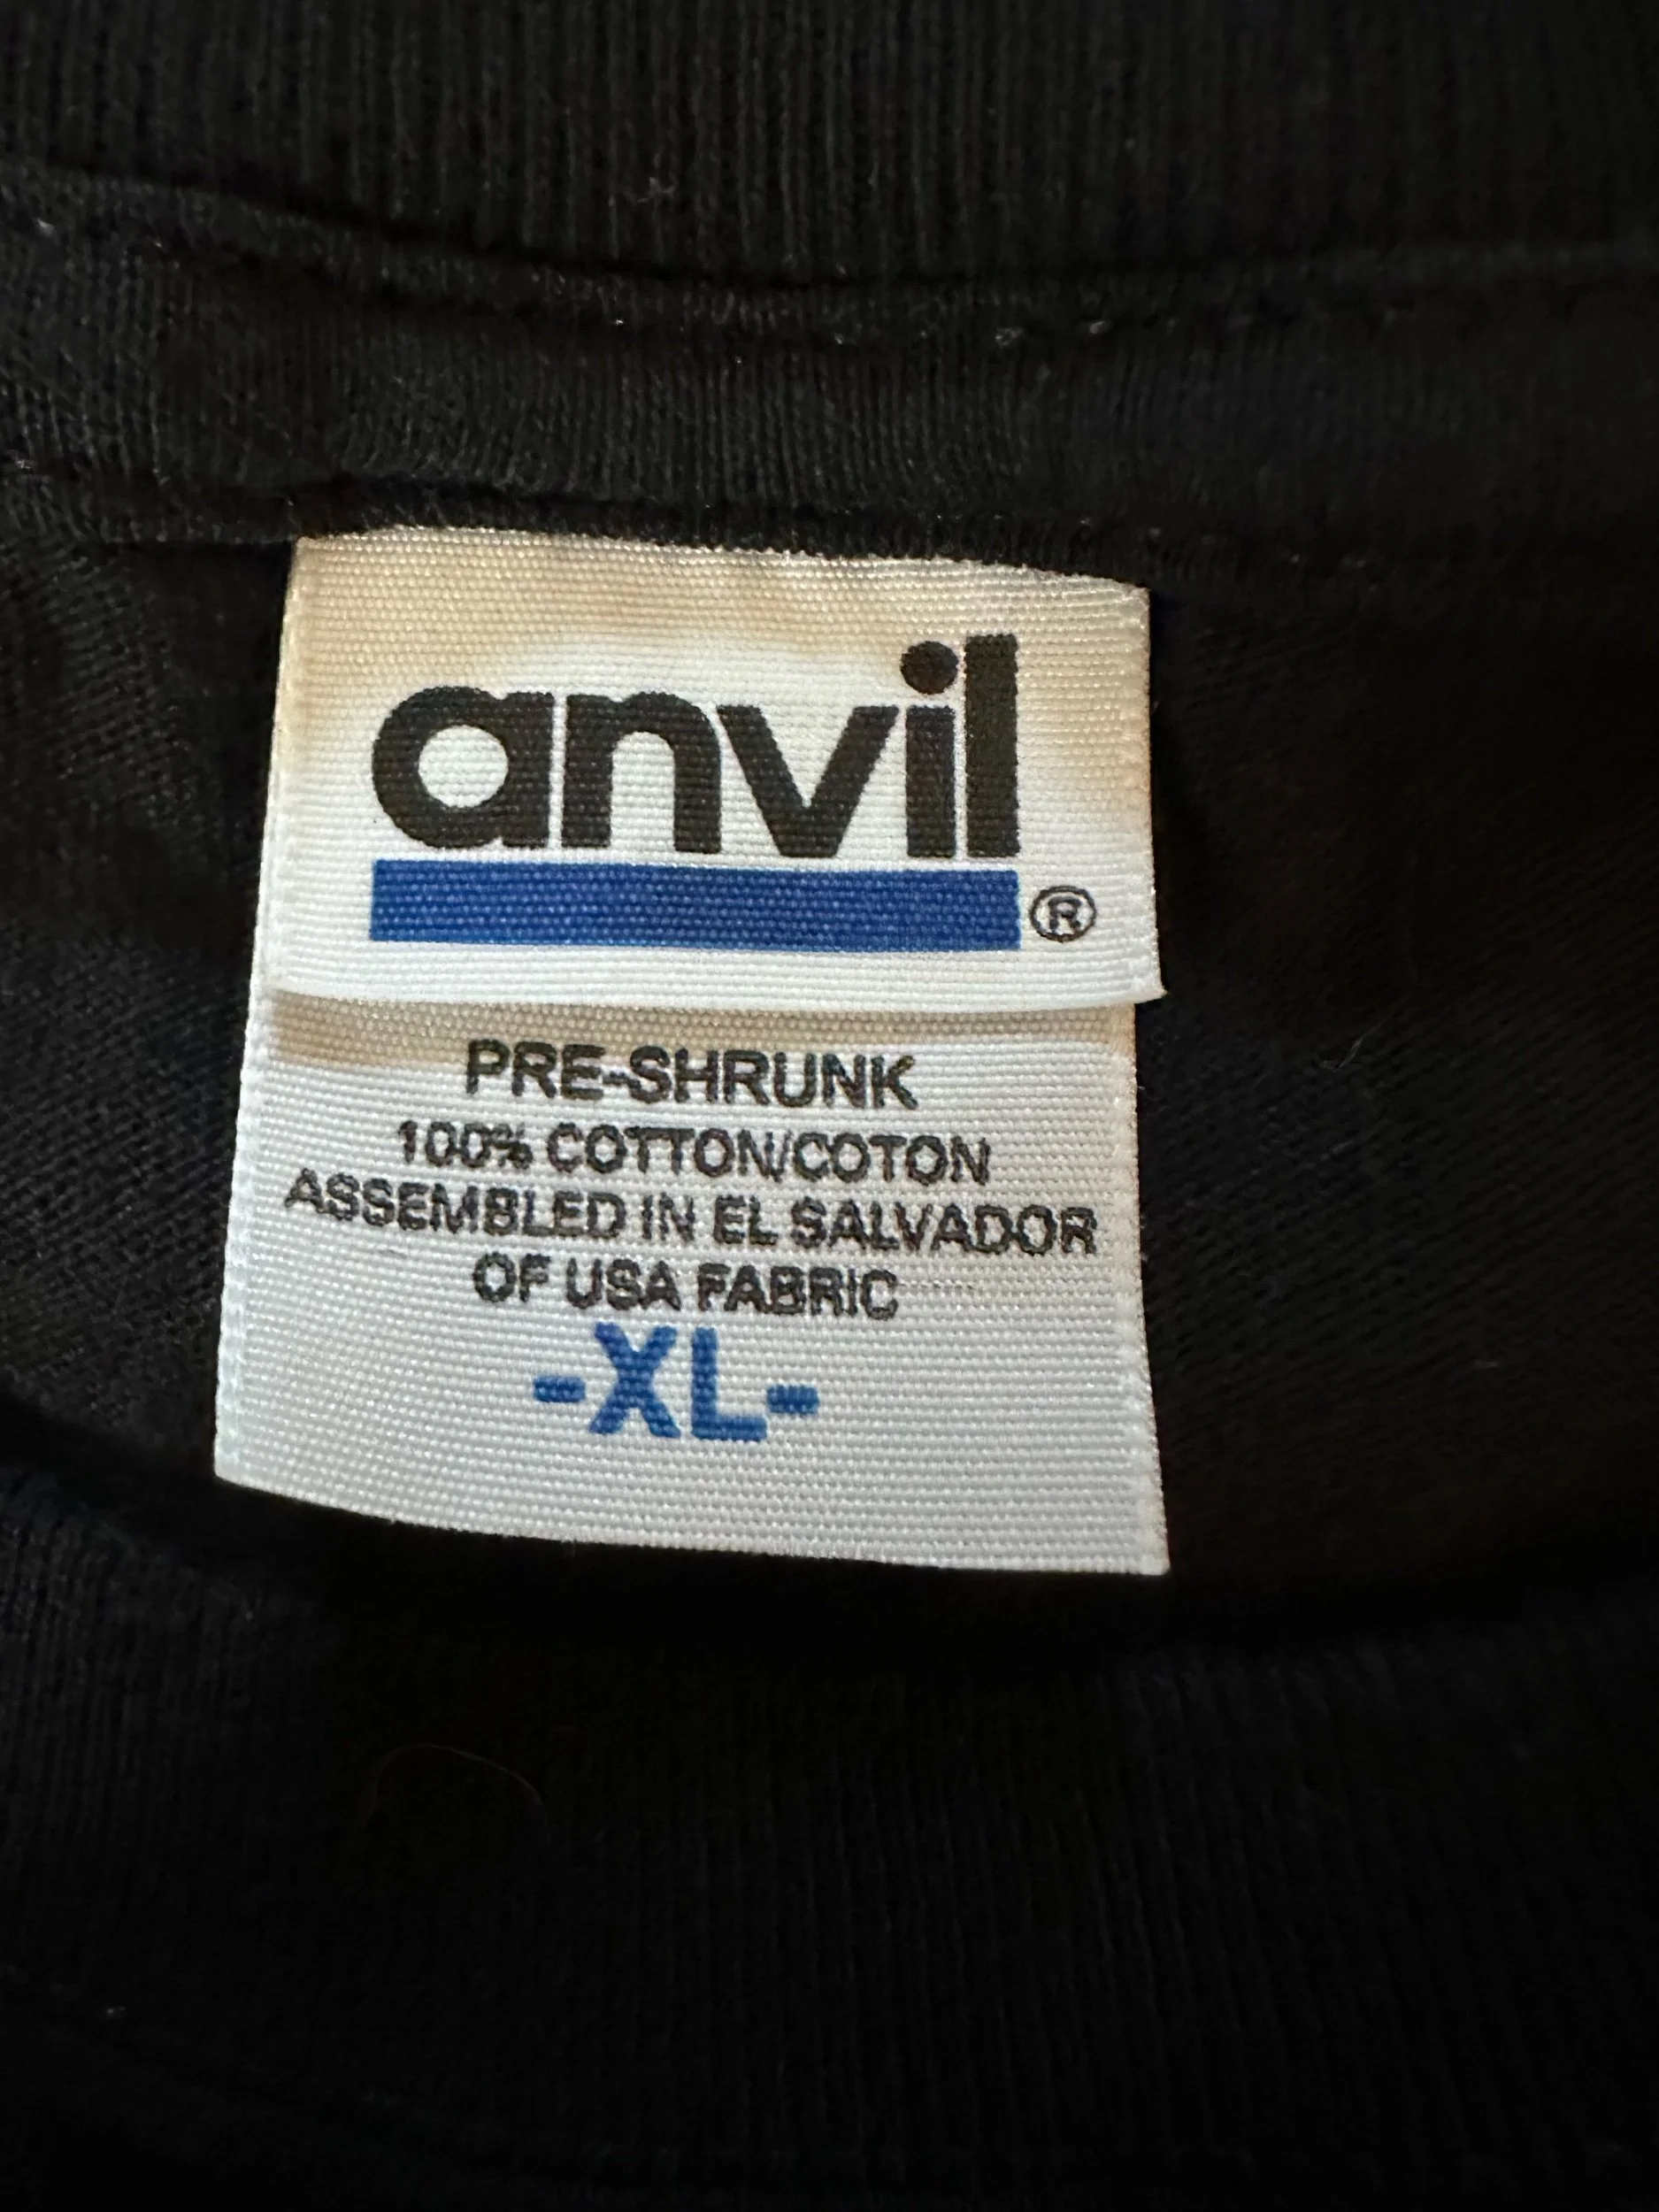 anvil
®
PRE-SHRUNK
100% COTTON/COTON
ASSEMBLED IN EL SALVADOR
OF USA FABRIC
-XL-